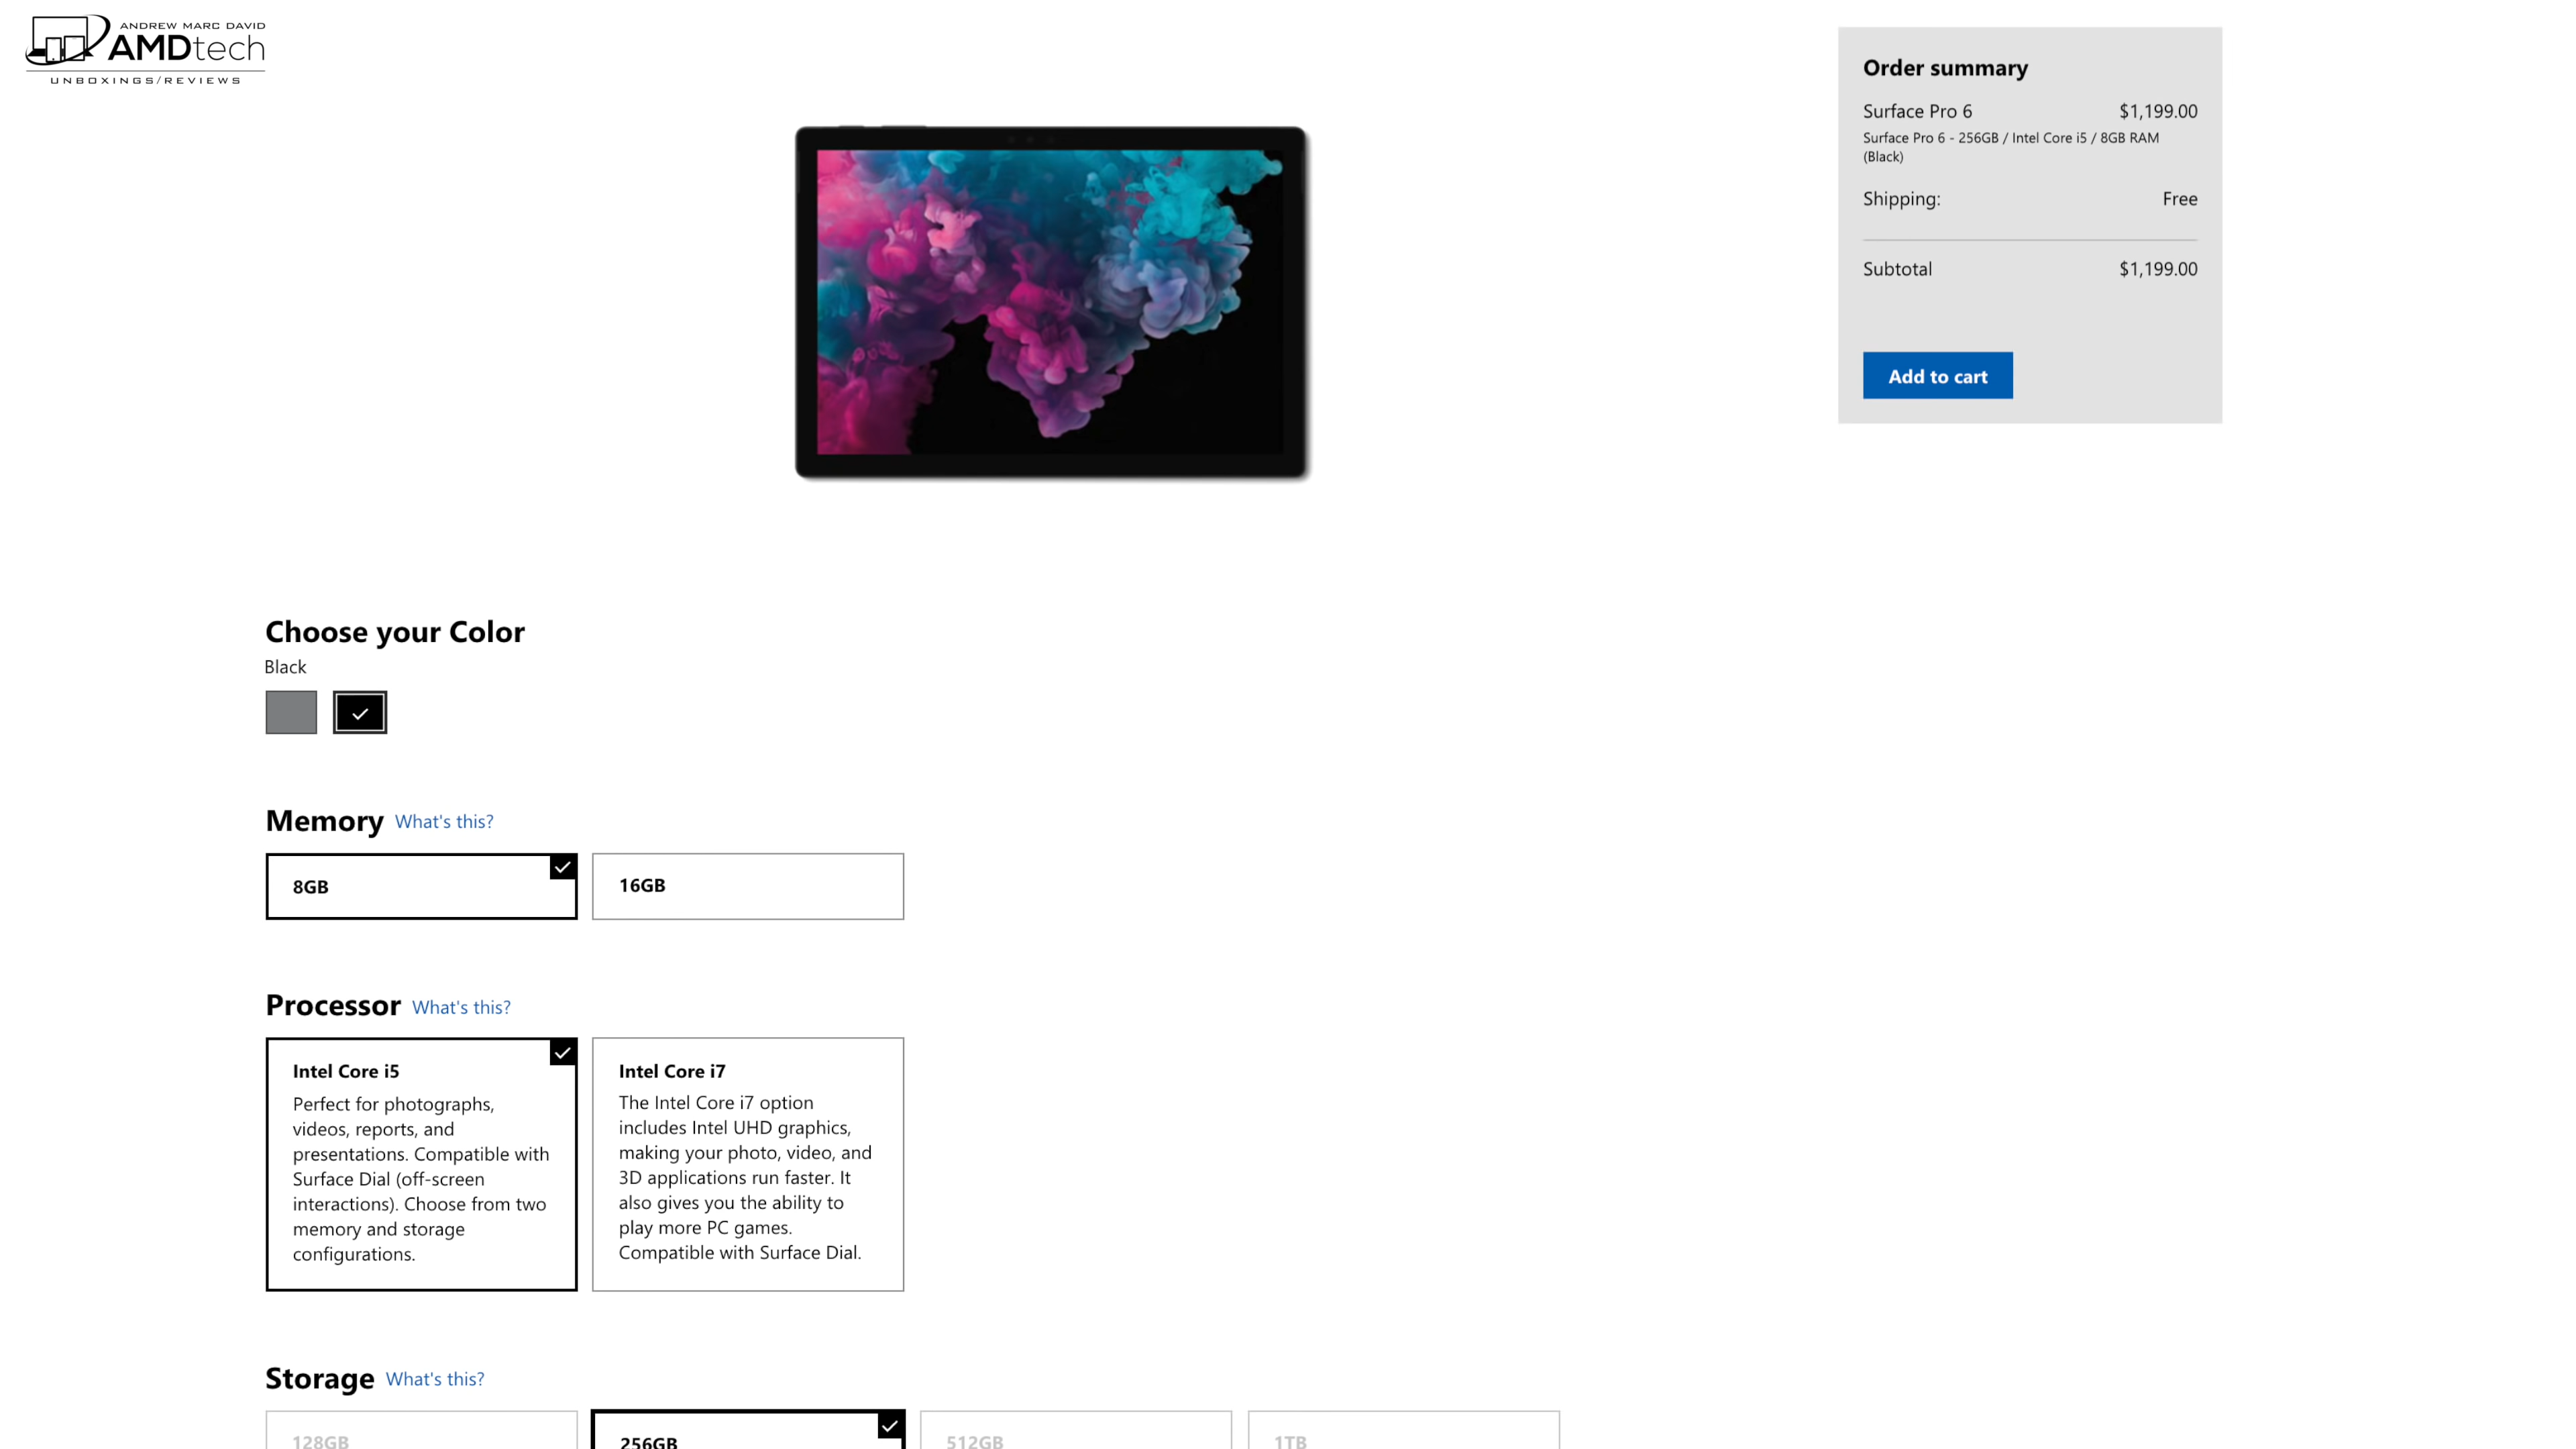 ANDREW MARC DAVID
AMDtech
UNBOXINGS/REVIEWS
Order summary
Surface Pro 6 $1,199.00
Surface Pro 6 - 256GB / Intel Core i5 / 8GB RAM
(Black)
Shipping: Free
Subtotal $1,199.00
Add to cart
Choose your Color
Black
Memory What's this?
8GB
16GB
Processor What's this?
Intel Core i5
Perfect for photographs,
videos, reports, and
presentations. Compatible with
Surface Dial (off-screen
interactions). Choose from two
memory and storage
configurations.
Intel Core i7
The Intel Core i7 option
includes Intel UHD graphics,
making your photo, video, and
3D applications run faster. It
also gives you the ability to
play more PC games.
Compatible with Surface Dial.
Storage What's this?
128GB
256GB
512GB
1TB